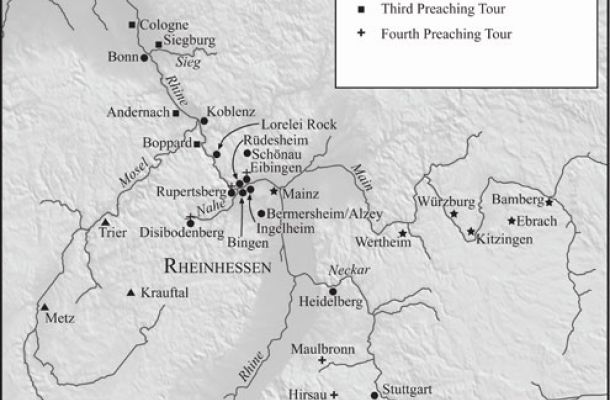 Third Preaching Tour
Fourth Preaching Tour
Cologne
Siegburg
Bonn
Sieg
Rhine
Andernach
Koblenz
Lorelei Rock
Boppard
Rüdesheim
Schönau
Eibingen
Mosel
Main
Rupertsberg
Mainz
Nahe
Würzburg
Bamberg
Bermersheim/Alzey
Ebrach
Trier
Disibodenberg
Ingelheim
Bingen
Wertheim
Kitzingen
RHEINHESSEN
Neckar
Krauftal
Heidelberg
Metz
Maulbronn
Rhine
Hirsau
Stuttgart